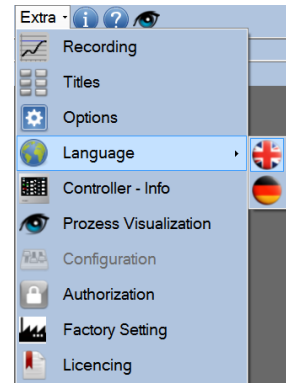 Extra
Recording
Titles
Options
Language
Controller - Info
Prozess Visualization
Configuration
Authorization
Factory Setting
Licencing